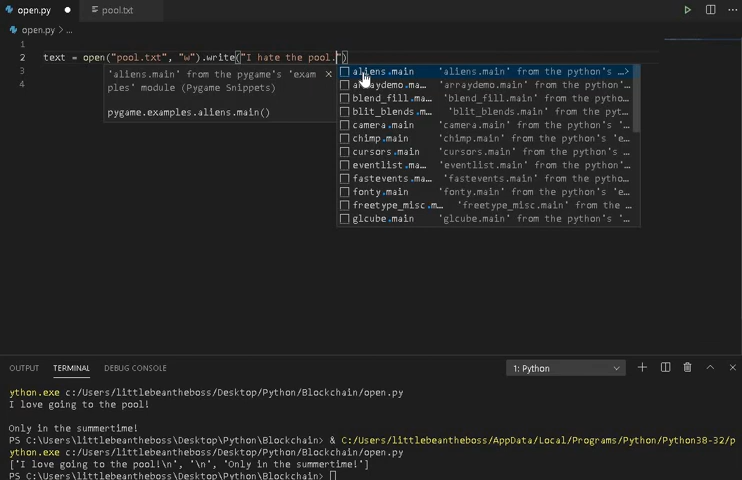 open.py
pool.txt
open.py > ...
1
2 text = open("pool.txt", "w").write("I hate the pool.")
3
4
'aliens.main' from the pygame's 'exam
ples' module (Pygame Snippets)
pygame.examples.aliens.main()
aliens.main 'aliens.main' from the python's …>
arraydemo.ma… 'arraydemo.main' from the python'…
blend_fill.ma… 'blend_fill.main' from the pytho…
blit_blends.m… 'blit_blends.main' from the pyt…
camera.main 'camera.main' from the python's '…
chimp.main 'chimp.main' from the python's 'e…
cursors.main 'cursors.main' from the python's …
eventlist.ma… 'eventlist.main' from the python'…
fastevents.ma… 'fastevents.main' from the pytho…
fonty.main 'fonty.main' from the python's 'e…
freetype_misc.m… 'freetype_misc.main' from the …
glcube.main 'glcube.main' from the python's '…
OUTPUT TERMINAL DEBUG CONSOLE 1: Python
ython.exe c:/Users/littlebeantheboss/Desktop/Python/Blockchain/open.py
I love going to the pool!
Only in the summertime!
PS C:\Users\littlebeantheboss\Desktop\Python\Blockchain> & C:/Users/littlebeantheboss/AppData/Local/Programs/Python/Python38-32/p
ython.exe c:/Users/littlebeantheboss/Desktop/Python/Blockchain/open.py
['I love going to the pool!\n', '\n', 'Only in the summertime!']
PS C:\Users\littlebeantheboss\Desktop\Python\Blockchain>